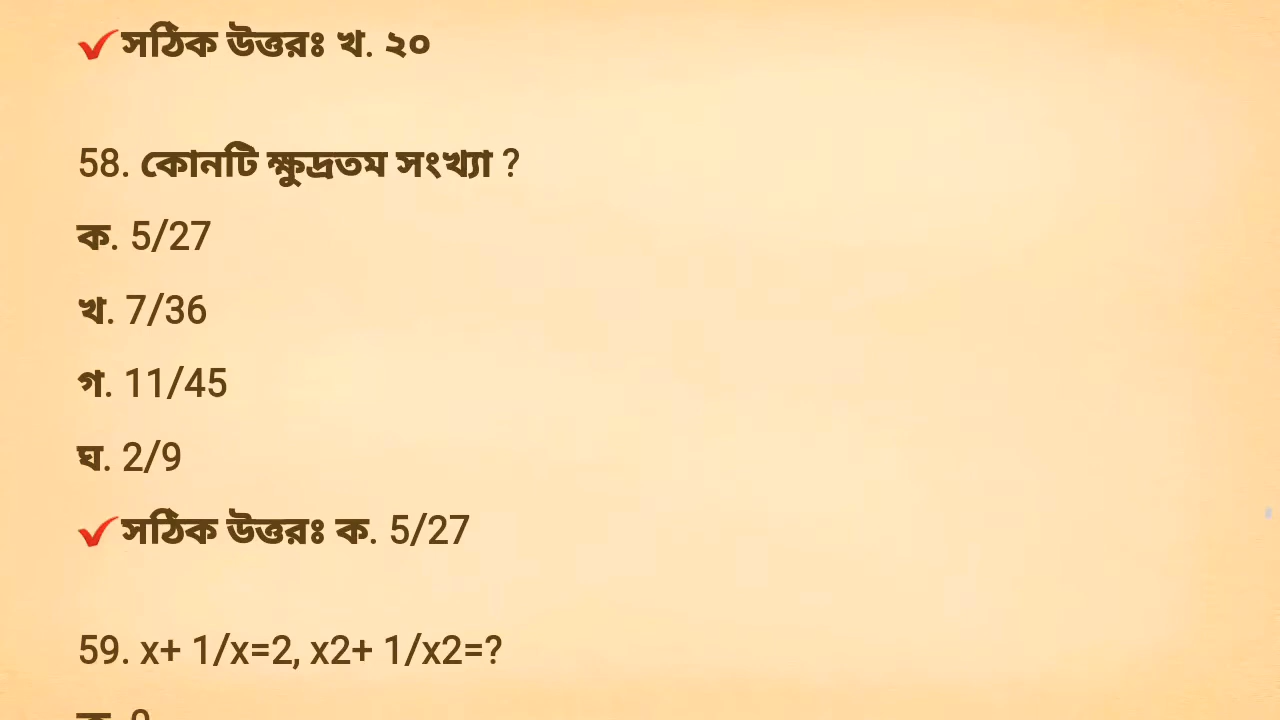 ✔সঠিক উত্তরঃ খ. ২০
58. কোনটি ক্ষুদ্রতম সংখ্যা ?
ক. 5/27
খ. 7/36
গ. 11/45
ঘ. 2/9
✔সঠিক উত্তরঃ ক. 5/27
59. x+ 1/x=2, x2+ 1/x2=?